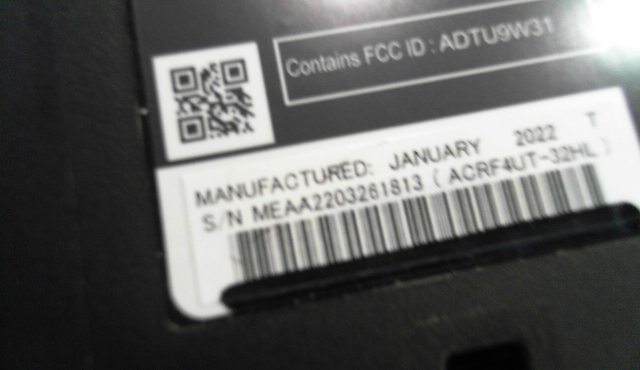 Contains FCC ID : ADTU9W31
MANUFACTURED: JANUARY 2022 T
S/N MEAA2203261813 ( ACRF4UT-32HL )